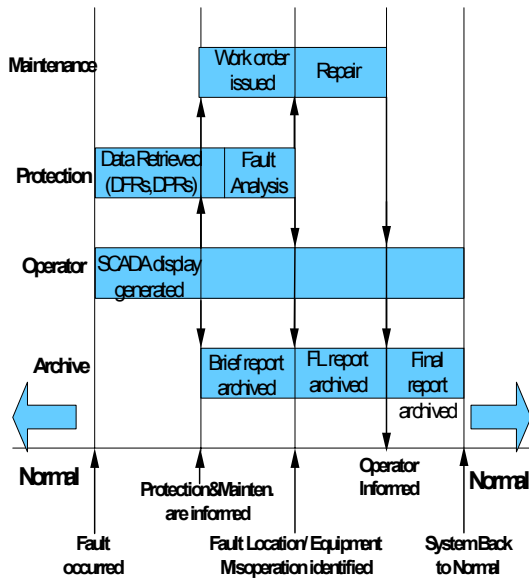 Maintenance
Work order
issued
Repair
Protection
Data Retrieved
(DFRs,DPRs)
Fault
Analysis
Operator
SCADA display
generated
Archive
Brief report
archived
FL report
archived
Final
report
archived
Normal
Protection&Mainten.
are informed
Operator
Informed
Normal
Fault
occurred
Fault Location/ Equipment
Misoperation identified
System Back
to Normal